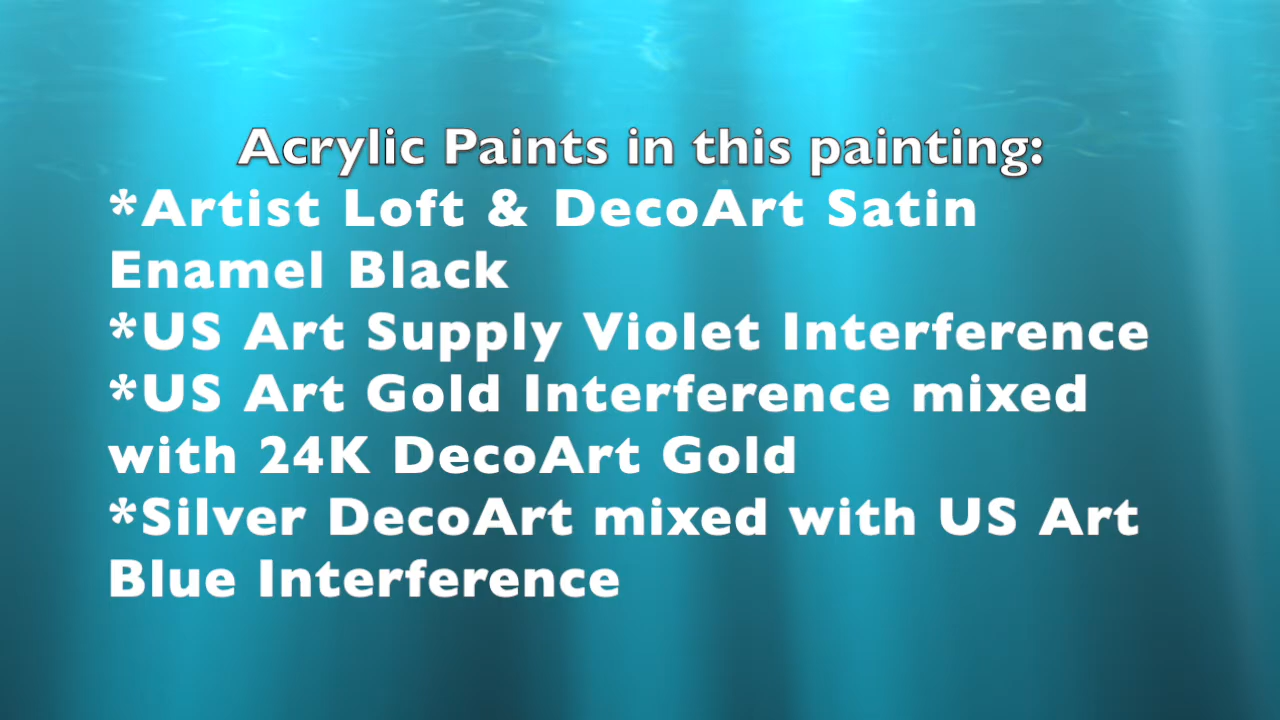 Acrylic Paints in this painting:
*Artist Loft & DecoArt Satin
Enamel Black
*US Art Supply Violet Interference
*US Art Gold Interference mixed
with 24K DecoArt Gold
*Silver DecoArt mixed with US Art
Blue Interference